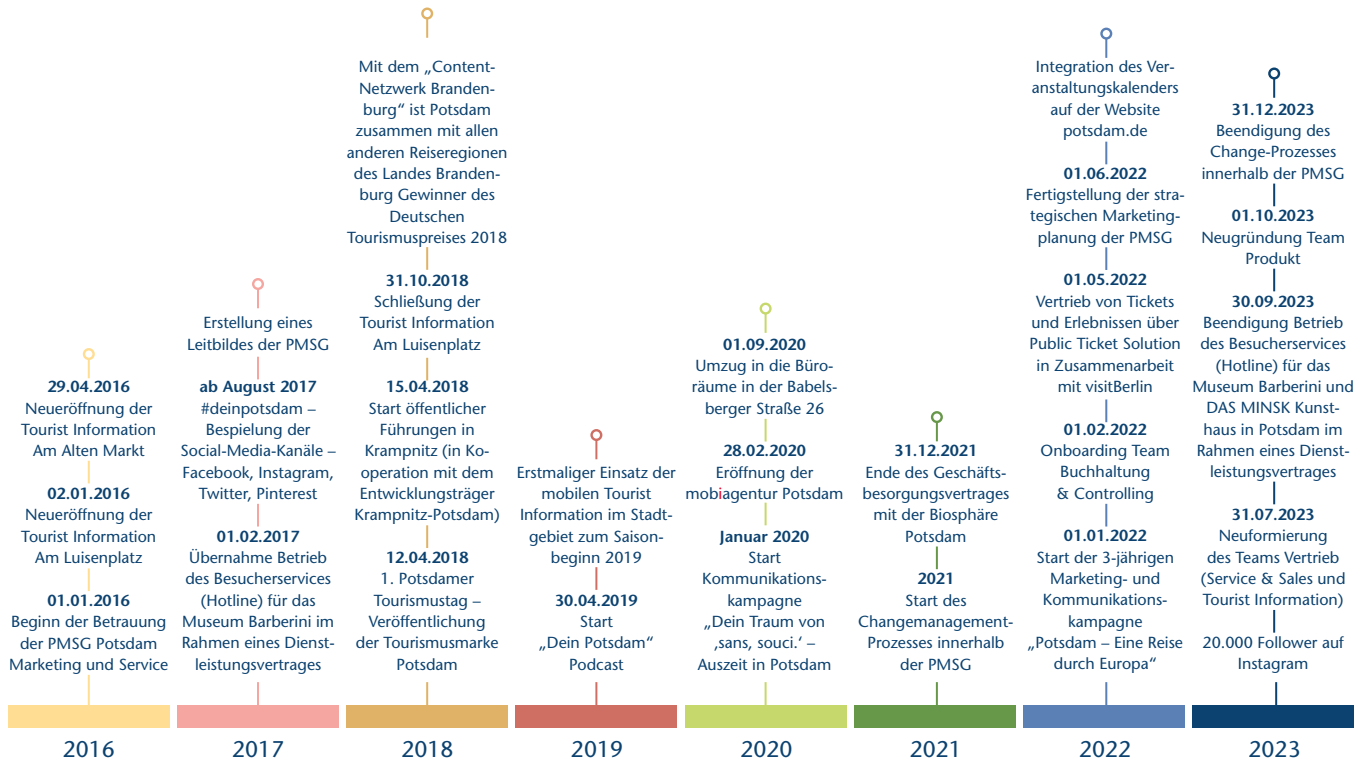 29.04.2016
Neueröffnung der
Tourist Information
Am Alten Markt
02.01.2016
Neueröffnung der
Tourist Information
Am Luisenplatz
01.01.2016
Beginn der Betrauung
der PMSG Potsdam
Marketing und Service
2016
Erstellung eines
Leitbildes der PMSG
ab August 2017
#deinpotsdam –
Bespielung der
Social-Media-Kanäle –
Facebook, Instagram,
Twitter, Pinterest
01.02.2017
Übernahme Betrieb
des Besucherservices
(Hotline) für das
Museum Barberini im
Rahmen eines Dienst-
leistungsvertrages
2017
Mit dem „Content-
Netzwerk Branden-
burg“ ist Potsdam
zusammen mit allen
anderen Reiseregionen
des Landes Branden-
burg Gewinner des
Deutschen
Tourismuspreises 2018
31.10.2018
Schließung der
Tourist Information
Am Luisenplatz
15.04.2018
Start öffentlicher
Führungen in
Krampnitz (in Ko-
operation mit dem
Entwicklungsträger
Krampnitz-Potsdam)
12.04.2018
1. Potsdamer
Tourismustag –
Veröffentlichung
der Tourismusmarke
Potsdam
2018
Erstmaliger Einsatz der
mobilen Tourist
Information im Stadt-
gebiet zum Saison-
beginn 2019
30.04.2019
Start
„Dein Potsdam“
Podcast
2019
01.09.2020
Umzug in die Büro-
räume in der Babels-
berger Straße 26
28.02.2020
Eröffnung der
mobiagentur Potsdam
Januar 2020
Start
Kommunikations-
kampagne
„Dein Traum von
‚sans, souci.‘ –
Auszeit in Potsdam
2020
31.12.2021
Ende des Geschäfts-
besorgungsvertrages
mit der Biosphäre
Potsdam
2021
Start des
Changemanagement-
Prozesses innerhalb
der PMSG
2021
Integration des Ver-
anstaltungskalenders
auf der Website
potsdam.de
01.06.2022
Fertigstellung der stra-
tegischen Marketing-
planung der PMSG
01.05.2022
Vertrieb von Tickets
und Erlebnissen über
Public Ticket Solution
in Zusammenarbeit
mit visitBerlin
01.02.2022
Onboarding Team
Buchhaltung
& Controlling
01.01.2022
Start der 3-jährigen
Marketing- und
Kommunikations-
kampagne
„Potsdam – Eine Reise
durch Europa“
2022
31.12.2023
Beendigung des
Change-Prozesses
innerhalb der PMSG
01.10.2023
Neugründung Team
Produkt
30.09.2023
Beendigung Betrieb
des Besucherservices
(Hotline) für das
Museum Barberini und
DAS MINSK Kunst-
haus in Potsdam im
Rahmen eines Dienst-
leistungsvertrages
31.07.2023
Neuformierung
des Teams Vertrieb
(Service & Sales und
Tourist Information)
20.000 Follower auf
Instagram
2023